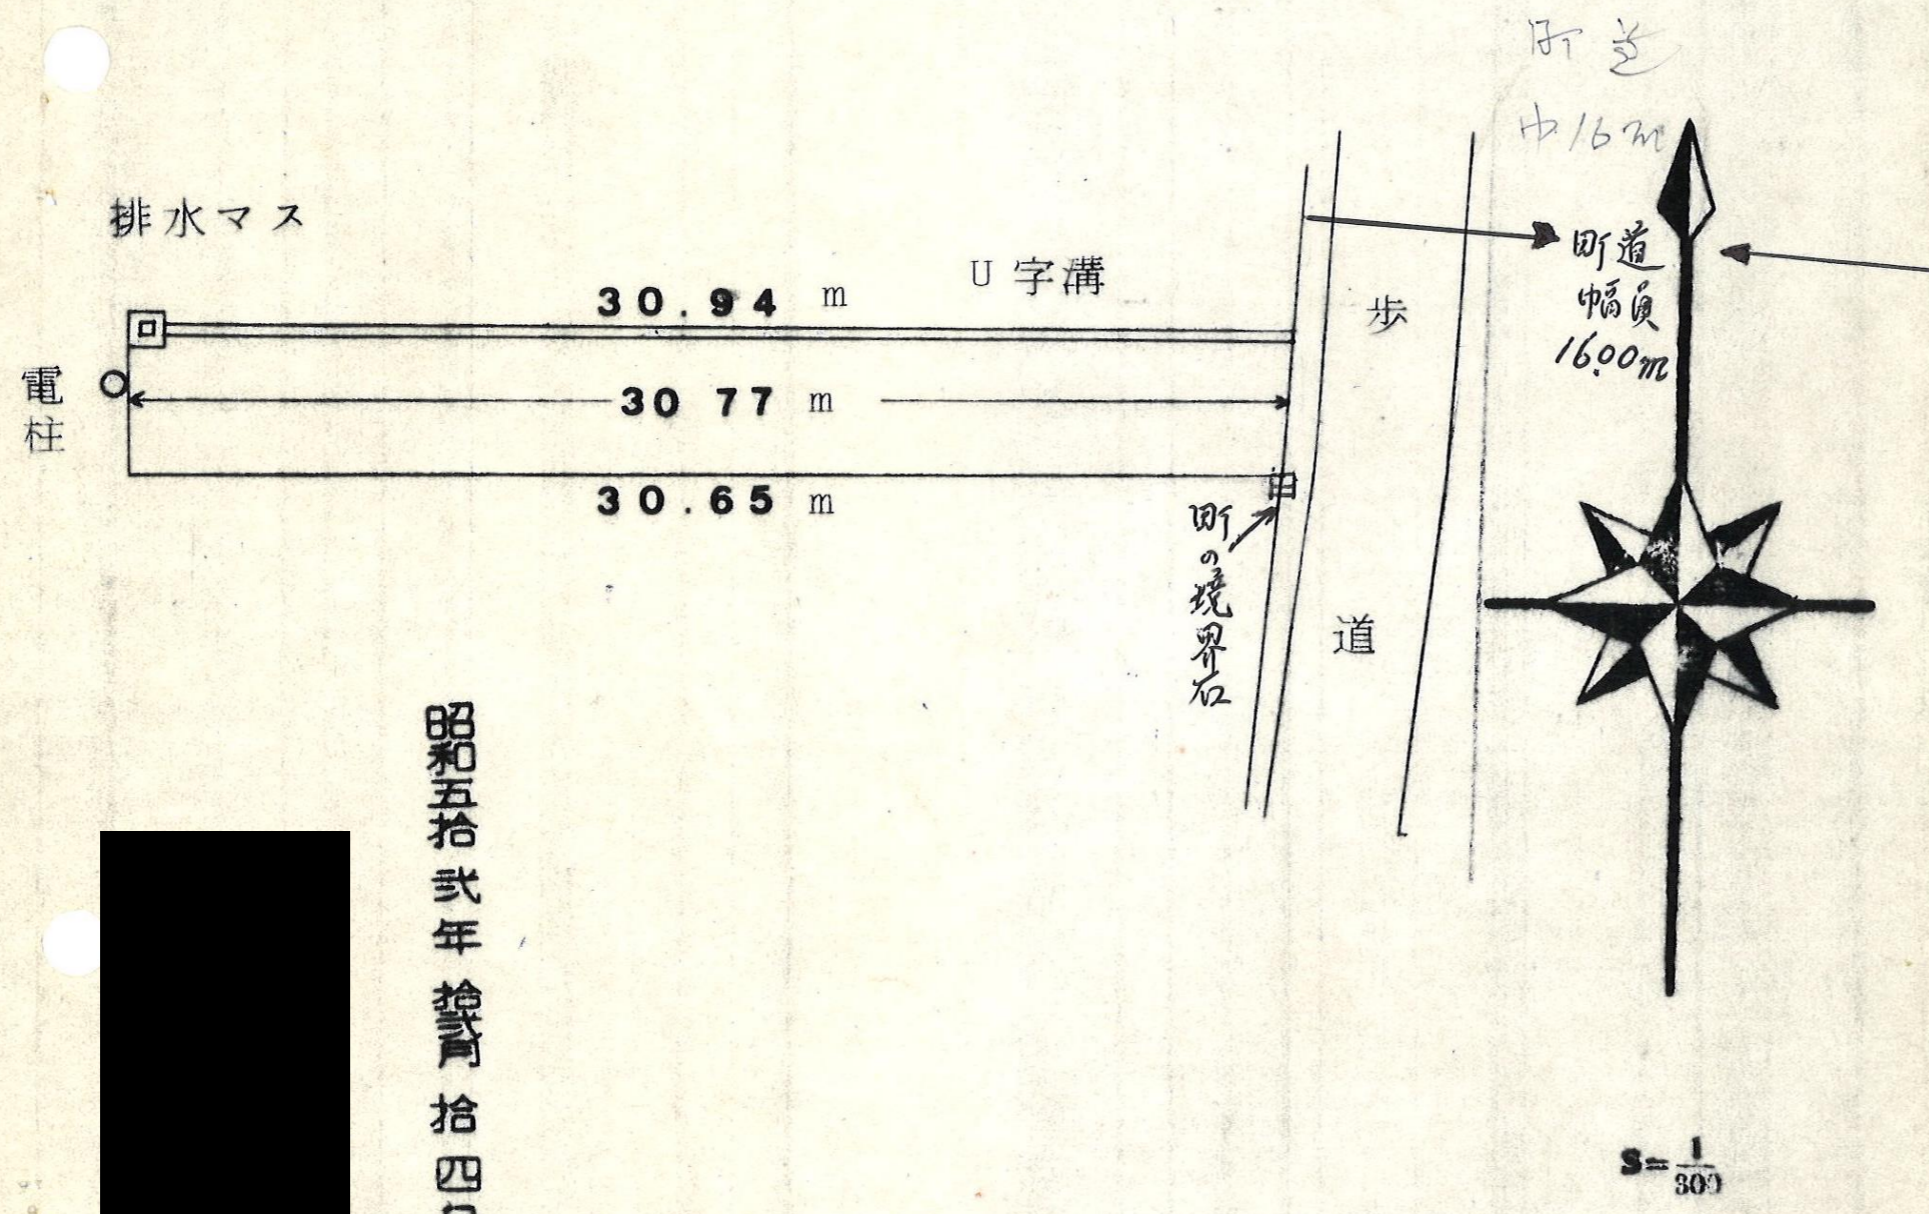 町道
巾16m
排水マス
30.94 m
U字溝
電柱
30 77 m
30.65 m
歩道
町道
幅員
16.00m
町の境界石
昭和五拾弐年拾弐月拾四
S=1/300